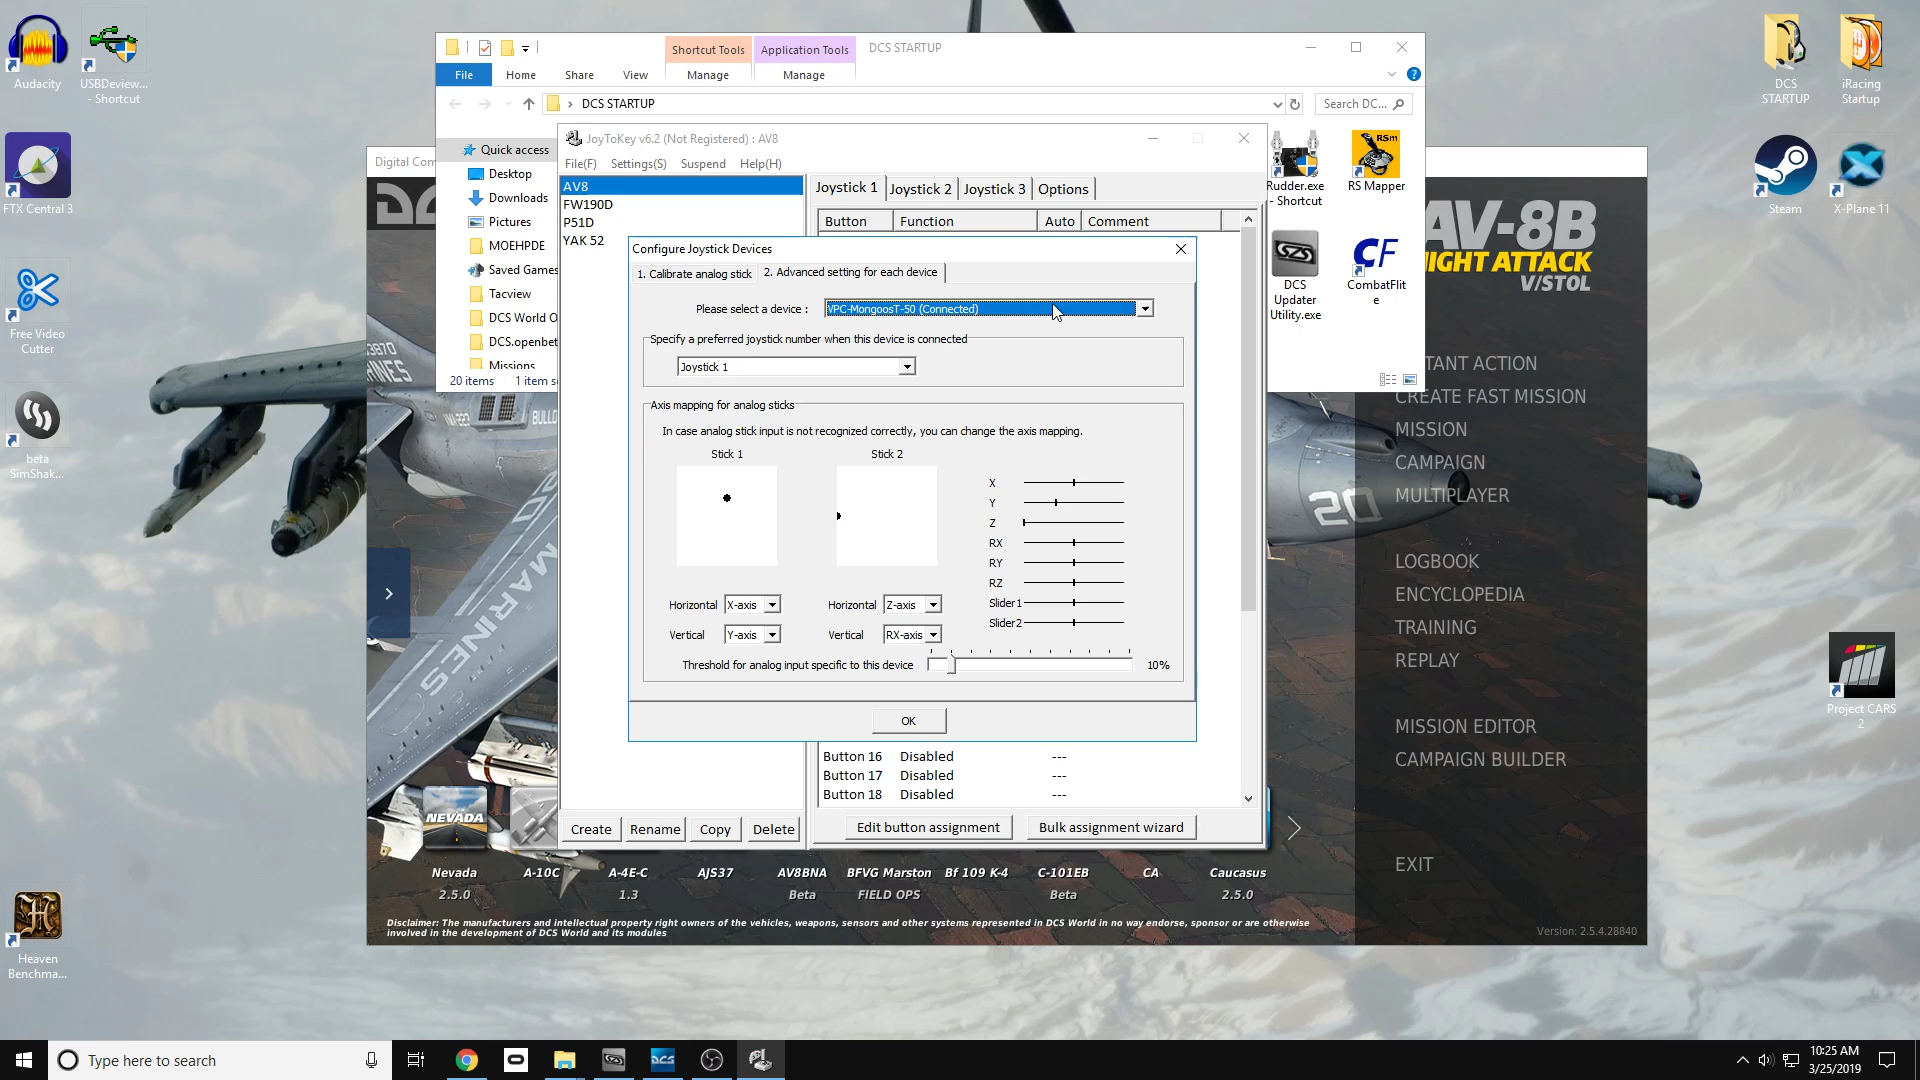 Audacity
USBDeview...
- Shortcut
FTX Central 3
Free Video
Cutter
beta
SimShak...
Heaven
Benchma...
Shortcut Tools
Application Tools
DCS STARTUP
File
Home
Share
View
Manage
Manage
DCS STARTUP
Search DC...
Quick access
Desktop
Downloads
Pictures
MOEHPDE
Saved Games
Tacview
DCS World O
DCS.openbet
Missions
20 items
1 item s
Rudder.exe
- Shortcut
RSm
RS Mapper
DCS
Updater
Utility.exe
CF
CombatFlit
e
Digital Com
JoyToKey v6.2 (Not Registered) : AV8
File(F)
Settings(S)
Suspend
Help(H)
AV8
FW190D
P51D
YAK 52
Joystick 1
Joystick 2
Joystick 3
Options
Button
Function
Auto
Comment
Configure Joystick Devices
1. Calibrate analog stick
2. Advanced setting for each device
Please select a device :
VPC-MongoosT-50 (Connected)
Specify a preferred joystick number when this device is connected
Joystick 1
Axis mapping for analog sticks
In case analog stick input is not recognized correctly, you can change the axis mapping.
Stick 1
Stick 2
X
Y
Z
RX
RY
RZ
Slider1
Slider2
Horizontal
X-axis
Horizontal
Z-axis
Vertical
Y-axis
Vertical
RX-axis
Threshold for analog input specific to this device
10%
OK
Button 16 Disabled ---
Button 17 Disabled ---
Button 18 Disabled ---
Create
Rename
Copy
Delete
Edit button assignment
Bulk assignment wizard
AV-8B
IGHT ATTACK
V/STOL
TANT ACTION
CREATE FAST MISSION
MISSION
CAMPAIGN
MULTIPLAYER
LOGBOOK
ENCYCLOPEDIA
TRAINING
REPLAY
MISSION EDITOR
CAMPAIGN BUILDER
EXIT
Version: 2.5.4.28840
MARINES
20
NEVADA
Nevada
2.5.0
A-10C
A-4E-C
1.3
AJS37
AV8BNA
Beta
BFVG Marston
FIELD OPS
Bf 109 K-4
C-101EB
Beta
CA
Caucasus
2.5.0
Disclaimer: The manufacturers and intellectual property right owners of the vehicles, weapons, sensors and other systems represented in DCS World in no way endorse, sponsor or are otherwise
involved in the development of DCS World and its modules
DCS
STARTUP
iRacing
Startup
Steam
X-Plane 11
Project CARS
2
Type here to search
DCS
10:25 AM
3/25/2019